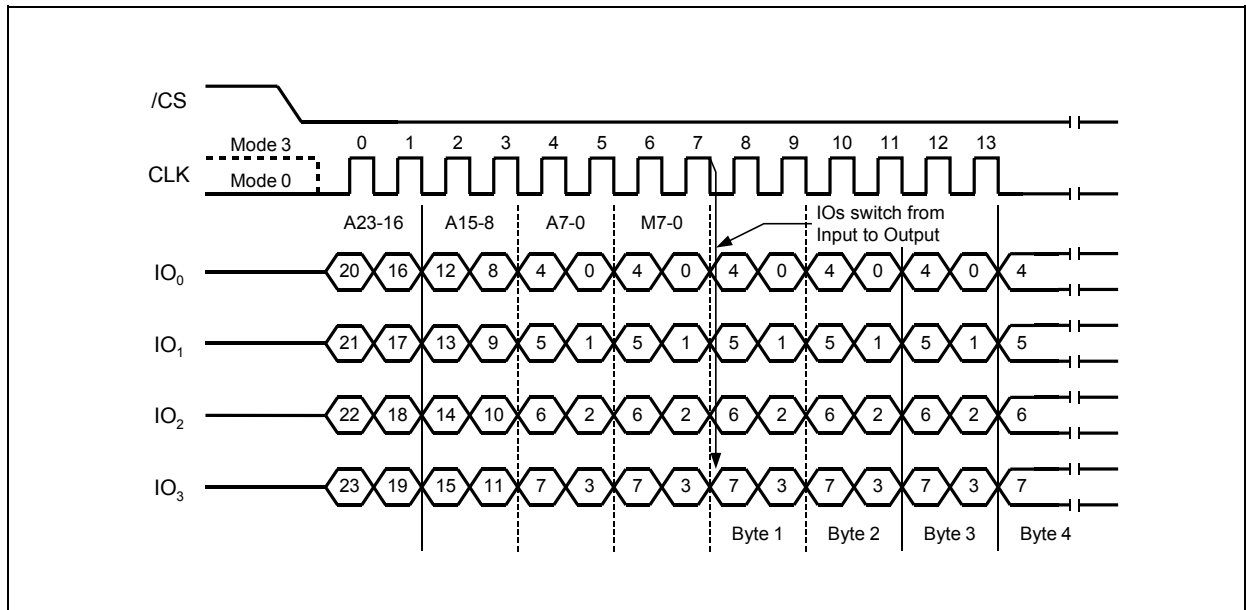 /CS
Mode 3
0 1 2 3 4 5 6 7 8 9 10 11 12 13
CLK
Mode 0
A23-16 A15-8 A7-0 M7-0
IOs switch from
Input to Output
IO0 20 16 12 8 4 0 4 0 4 0 4 0 4 0 4
IO1 21 17 13 9 5 1 5 1 5 1 5 1 5 1 5
IO2 22 18 14 10 6 2 6 2 6 2 6 2 6 2 6
IO3 23 19 15 11 7 3 7 3 7 3 7 3 7 3 7
Byte 1 Byte 2 Byte 3 Byte 4